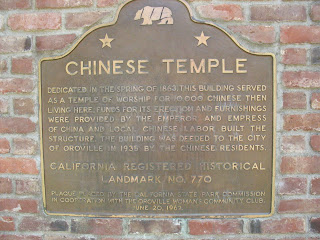 CHINESE TEMPLE
DEDICATED IN THE SPRING OF 1863 THIS BUILDING SERVED
AS A TEMPLE OF WORSHIP FOR 10,000 CHINESE THEN
LIVING HERE. FUNDS FOR ITS ERECTION AND FURNISHINGS
WERE PROVIDED BY THE EMPEROR AND EMPRESS
OF CHINA AND LOCAL CHINESE LABOR BUILT THE
STRUCTURE. THE BUILDING WAS DEEDED TO THE CITY
OF OROVILLE IN 1935 BY THE CHINESE RESIDENTS.
CALIFORNIA REGISTERED HISTORICAL
LANDMARK NO. 770
PLAQUE PLACED BY THE CALIFORNIA STATE PARK COMMISSION
IN COOPERATION WITH THE OROVILLE WOMAN'S COMMUNITY CLUB,
JUNE 20, 1963